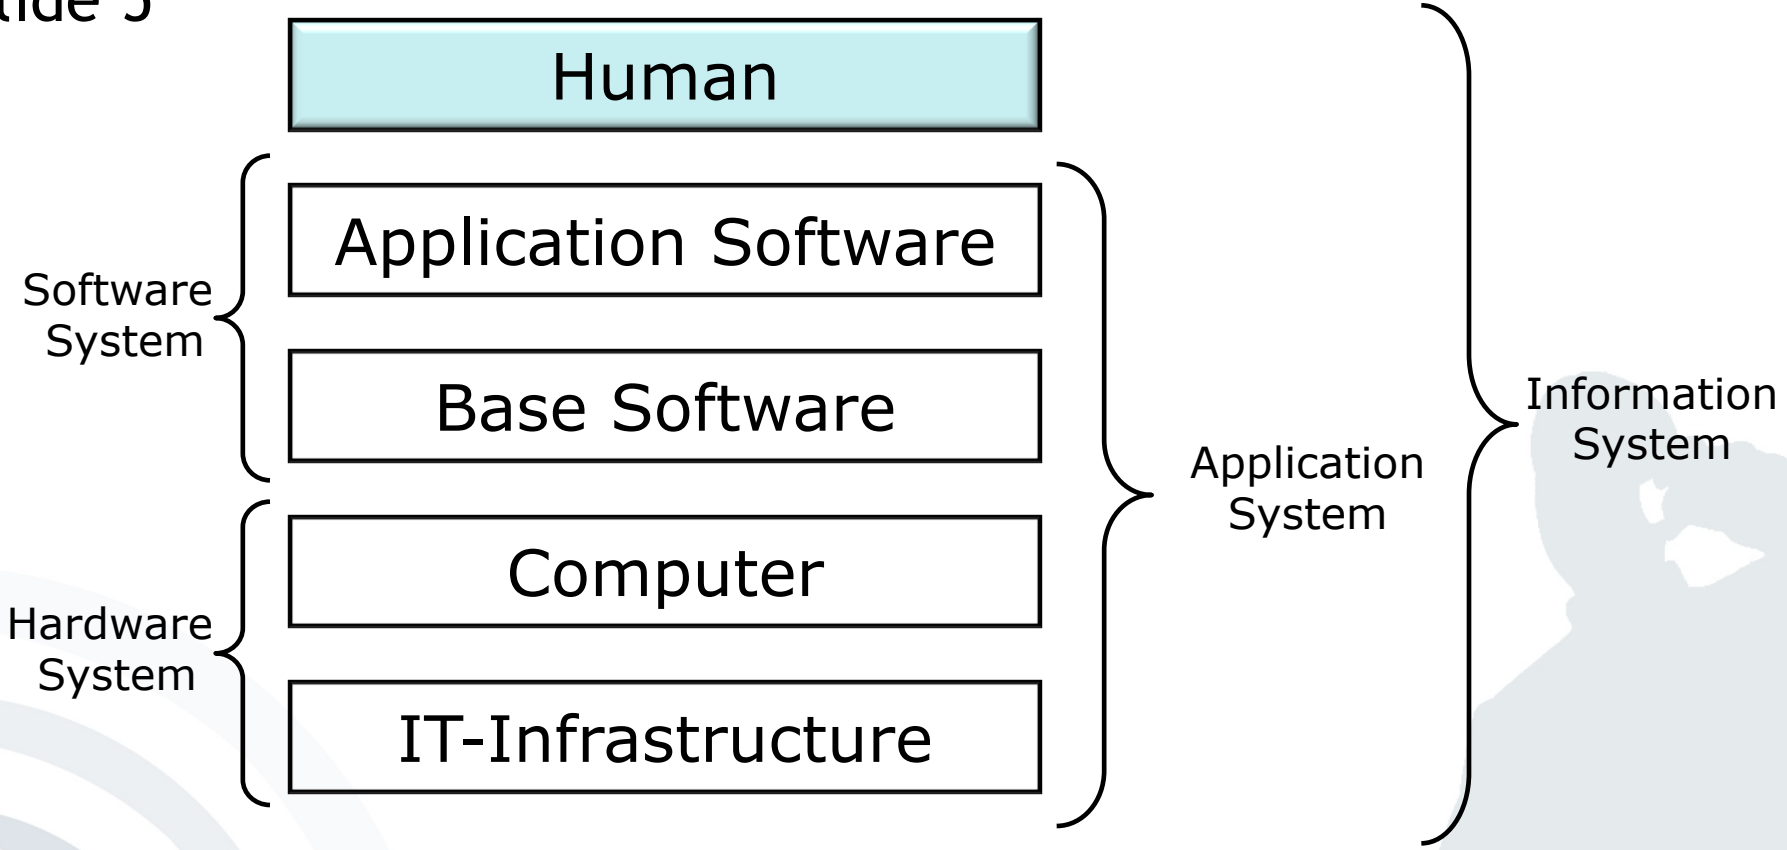 Human
Application Software
Software
System
Base Software
Computer
Hardware
System
IT-Infrastructure
Application
System
Information
System